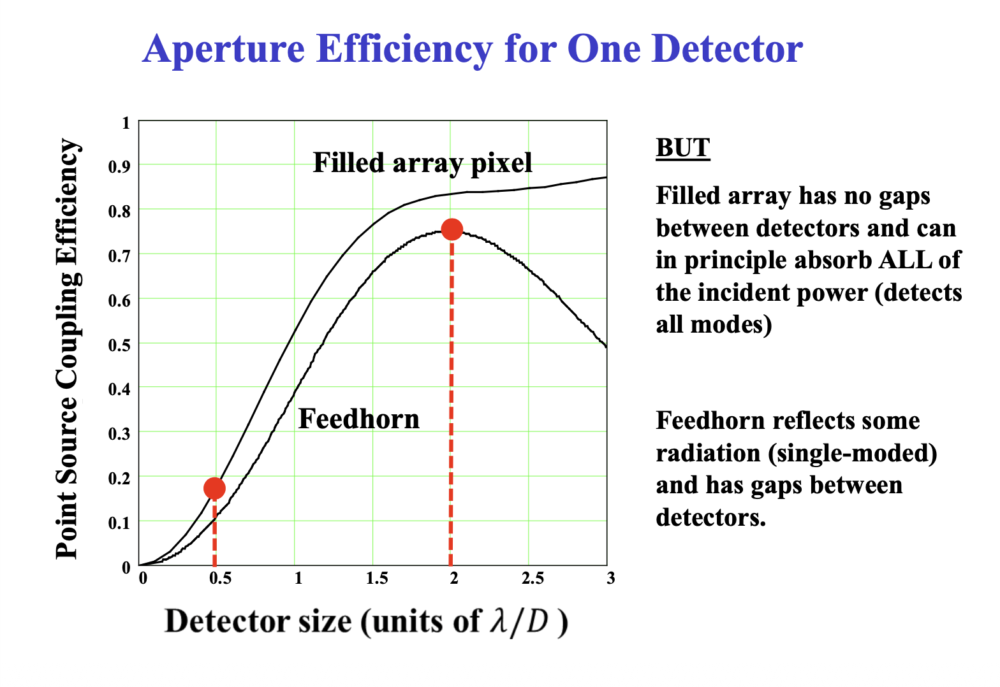 Aperture Efficiency for One Detector
Point Source Coupling Efficiency
1
0.9
0.8
0.7
0.6
0.5
0.4
0.3
0.2
0.1
0
Filled array pixel
Feedhorn
0 0.5 1 1.5 2 2.5 3
Detector size (units of λ/D )
BUT
Filled array has no gaps
between detectors and can
in principle absorb ALL of
the incident power (detects
all modes)
Feedhorn reflects some
radiation (single-moded)
and has gaps between
detectors.